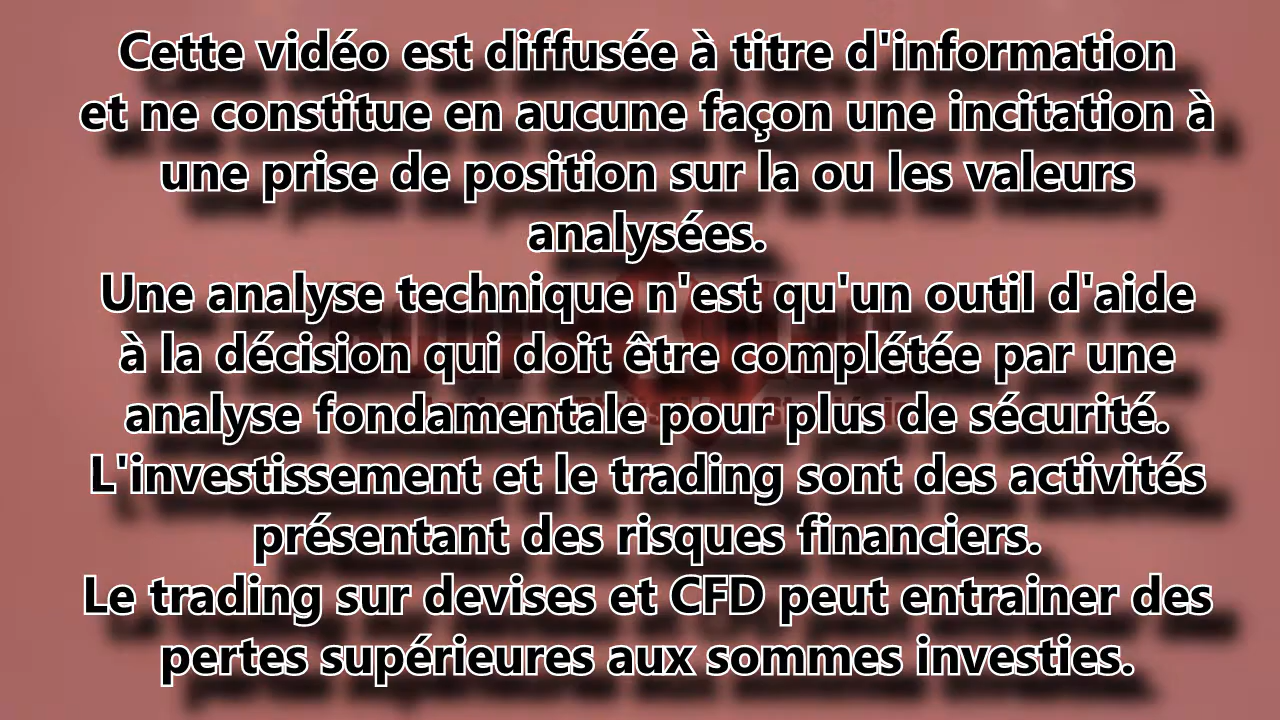 Cette vidéo est diffusée à titre d'information
et ne constitue en aucune façon une incitation à
une prise de position sur la ou les valeurs
analysées.
Une analyse technique n'est qu'un outil d'aide
à la décision qui doit être complétée par une
analyse fondamentale pour plus de sécurité.
L'investissement et le trading sont des activités
présentant des risques financiers.
Le trading sur devises et CFD peut entrainer des
pertes supérieures aux sommes investies.